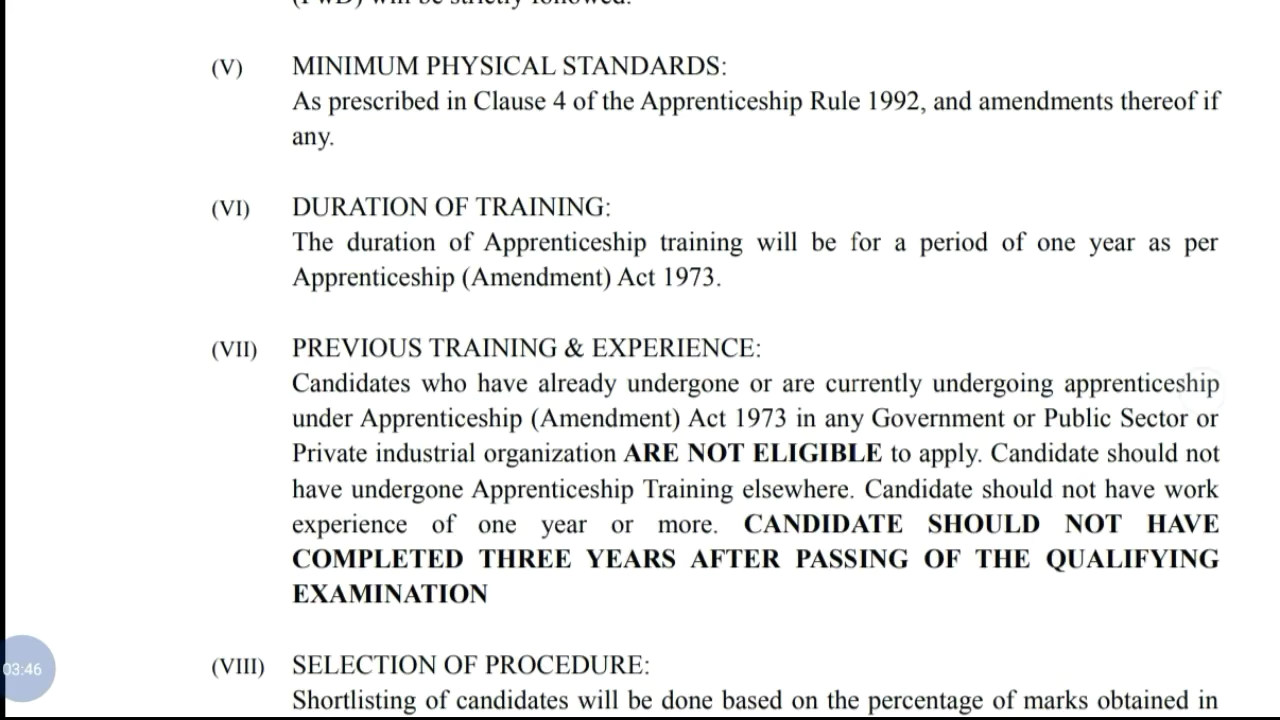 (PwD) will be strictly followed.
(V) MINIMUM PHYSICAL STANDARDS:
As prescribed in Clause 4 of the Apprenticeship Rule 1992, and amendments thereof if
any.
(VI) DURATION OF TRAINING:
The duration of Apprenticeship training will be for a period of one year as per
Apprenticeship (Amendment) Act 1973.
(VII) PREVIOUS TRAINING & EXPERIENCE:
Candidates who have already undergone or are currently undergoing apprenticeship
under Apprenticeship (Amendment) Act 1973 in any Government or Public Sector or
Private industrial organization ARE NOT ELIGIBLE to apply. Candidate should not
have undergone Apprenticeship Training elsewhere. Candidate should not have work
experience of one year or more. CANDIDATE SHOULD NOT HAVE
COMPLETED THREE YEARS AFTER PASSING OF THE QUALIFYING
EXAMINATION
03:46
(VIII) SELECTION OF PROCEDURE:
Shortlisting of candidates will be done based on the percentage of marks obtained in